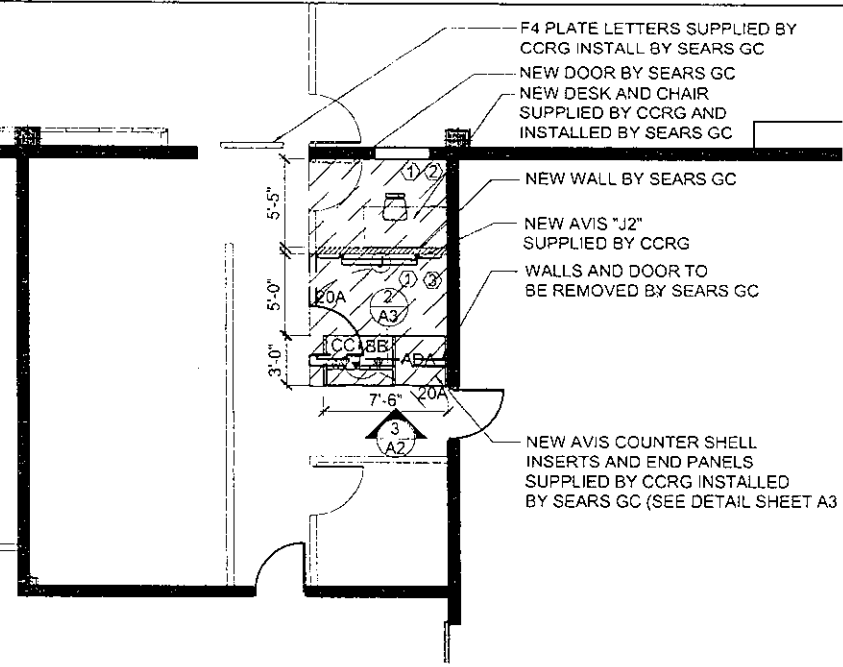 F4 PLATE LETTERS SUPPLIED BY
CCRG INSTALL BY SEARS GC
NEW DOOR BY SEARS GC
NEW DESK AND CHAIR
SUPPLIED BY CCRG AND
INSTALLED BY SEARS GC
NEW WALL BY SEARS GC
NEW AVIS "J2"
SUPPLIED BY CCRG
WALLS AND DOOR TO
BE REMOVED BY SEARS GC
NEW AVIS COUNTER SHELL
INSERTS AND END PANELS
SUPPLIED BY CCRG INSTALLED
BY SEARS GC (SEE DETAIL SHEET A3
1 2
5'-5"
J
1 3
5'-0"
20A
2
A3
CC BB
ADA
3'-0"
20A
7'-6"
3
A2